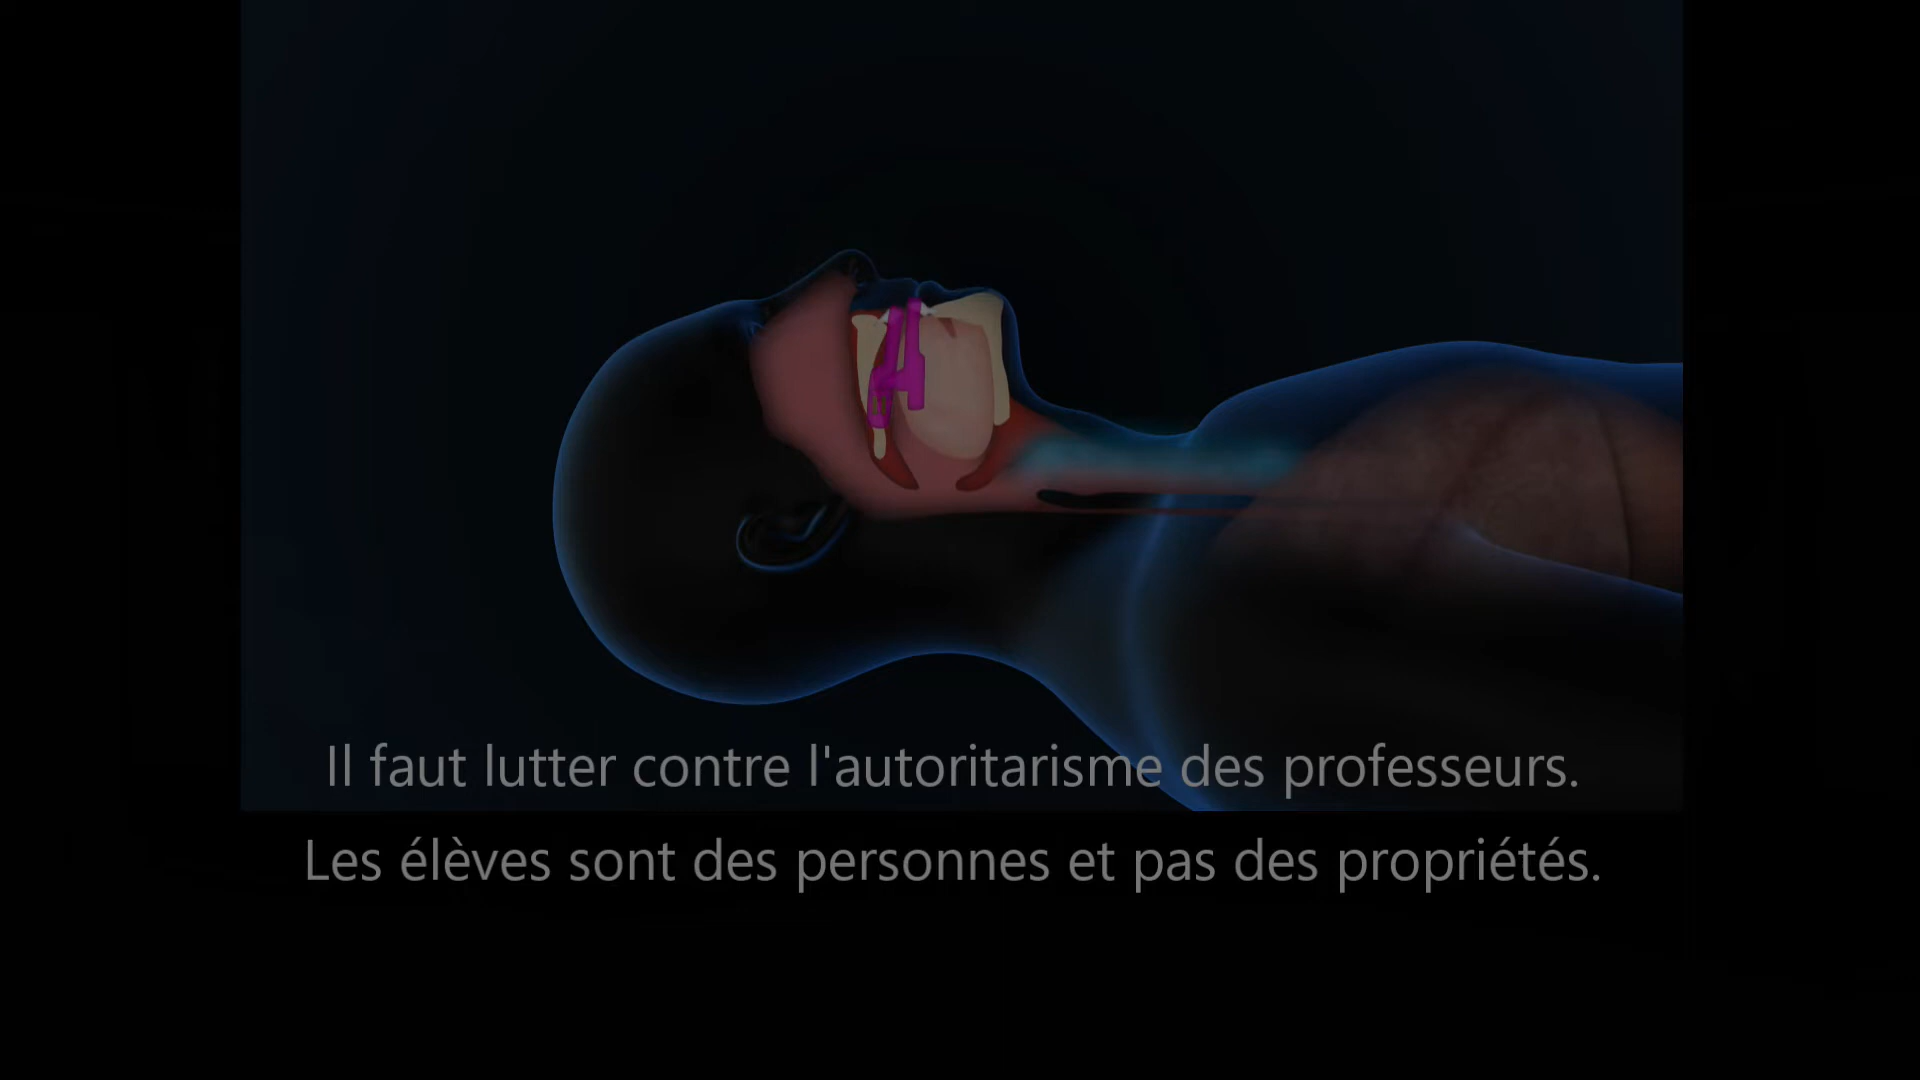 Il faut lutter contre l'autoritarisme des professeurs.
Les élèves sont des personnes et pas des propriétés.